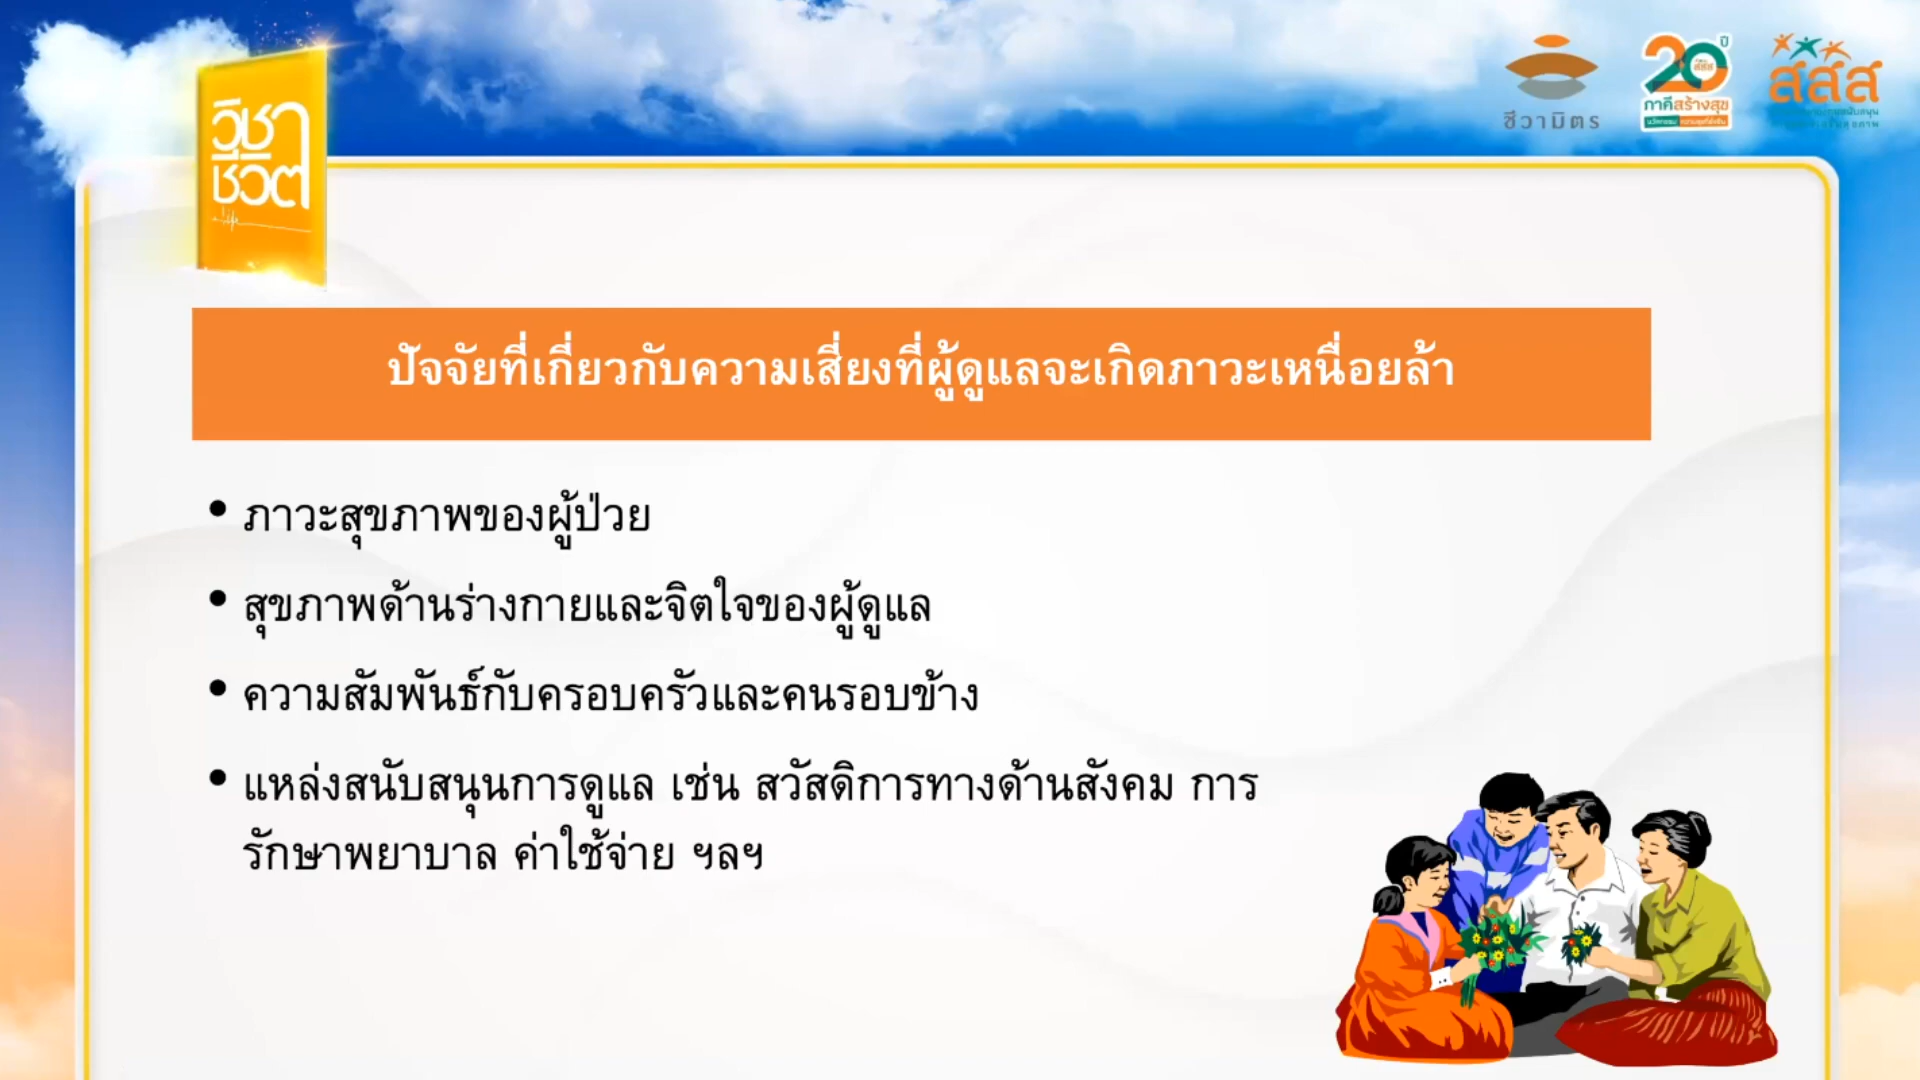 วิชา
ชีวิต
Life
ชีวามิตร
20 ปี
สสส
ภาคีสร้างสุข
สสส
ปัจจัยที่เกี่ยวกับความเสี่ยงที่ผู้ดูแลจะเกิดภาวะเหนื่อยล้า
• ภาวะสุขภาพของผู้ป่วย
• สุขภาพด้านร่างกายและจิตใจของผู้ดูแล
• ความสัมพันธ์กับครอบครัวและคนรอบข้าง
• แหล่งสนับสนุนการดูแล เช่น สวัสดิการทางด้านสังคม การ
รักษาพยาบาล ค่าใช้จ่าย ฯลฯ